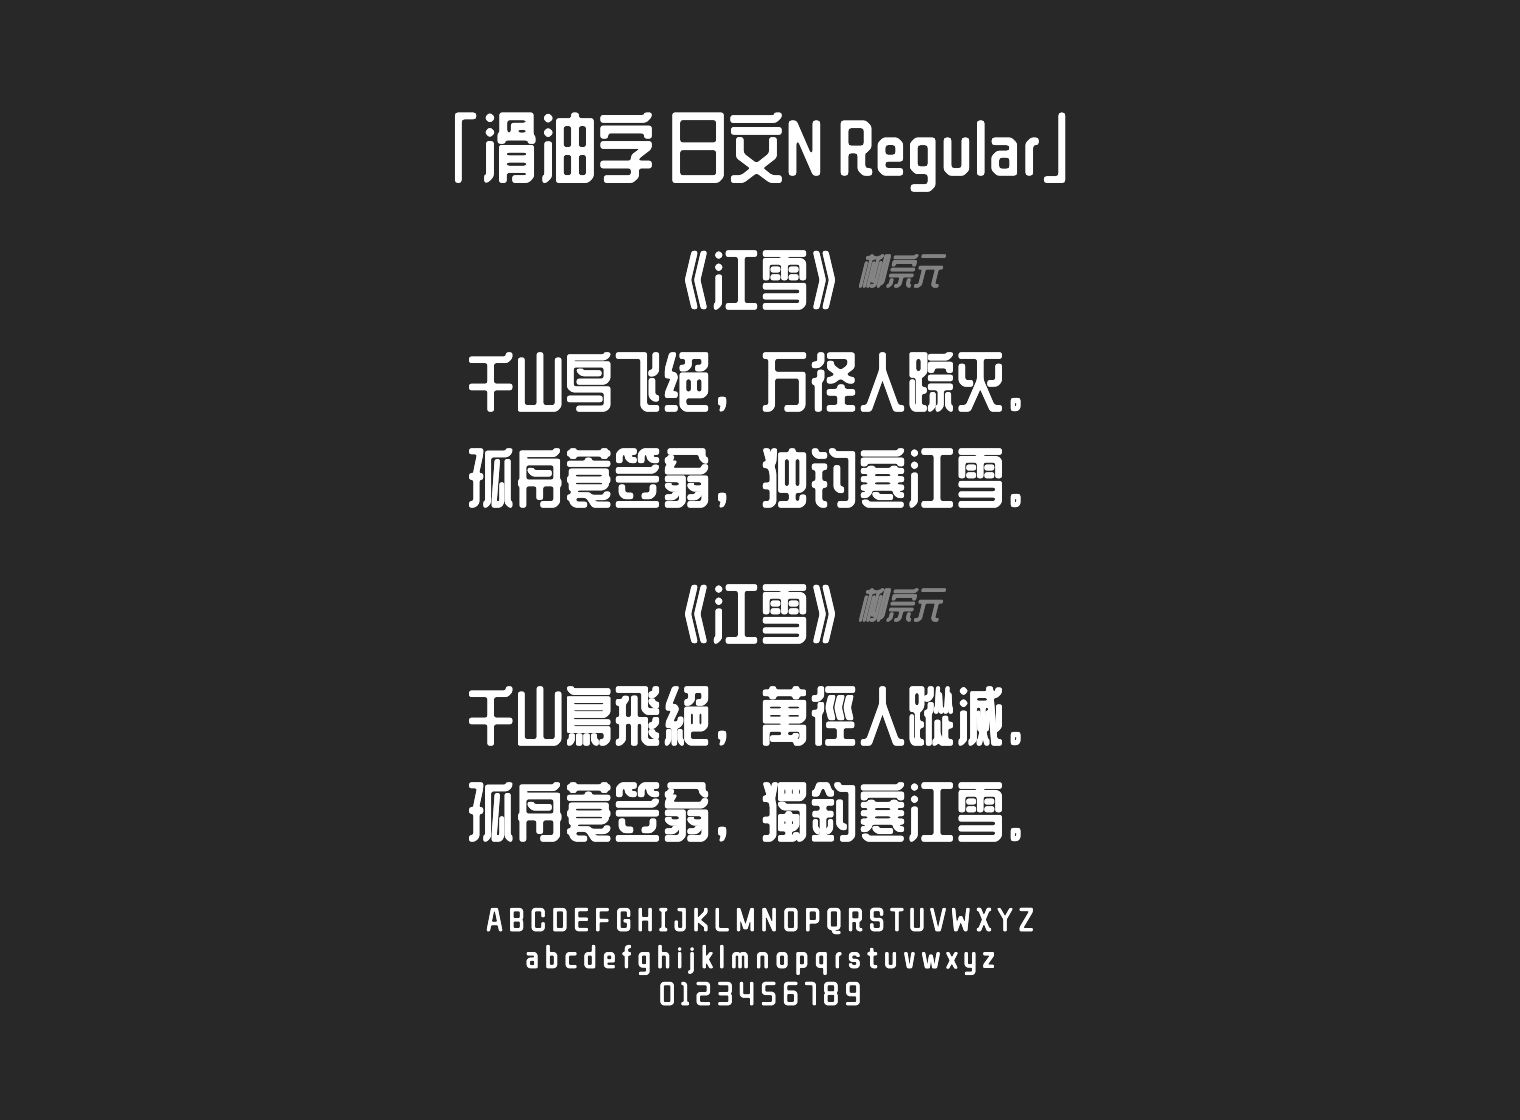 「滑油字 日文N Regular」
《江雪》 柳宗元
千山鸟飞绝，万径人踪灭。
孤舟蓑笠翁，独钓寒江雪。
《江雪》 柳宗元
千山鳥飛絕，萬徑人蹤滅。
孤舟蓑笠翁，獨釣寒江雪。
ABCDEFGHIJKLMNOPQRSTUVWXYZ
abcdefghijklmnopqrstuvwxyz
0123456789